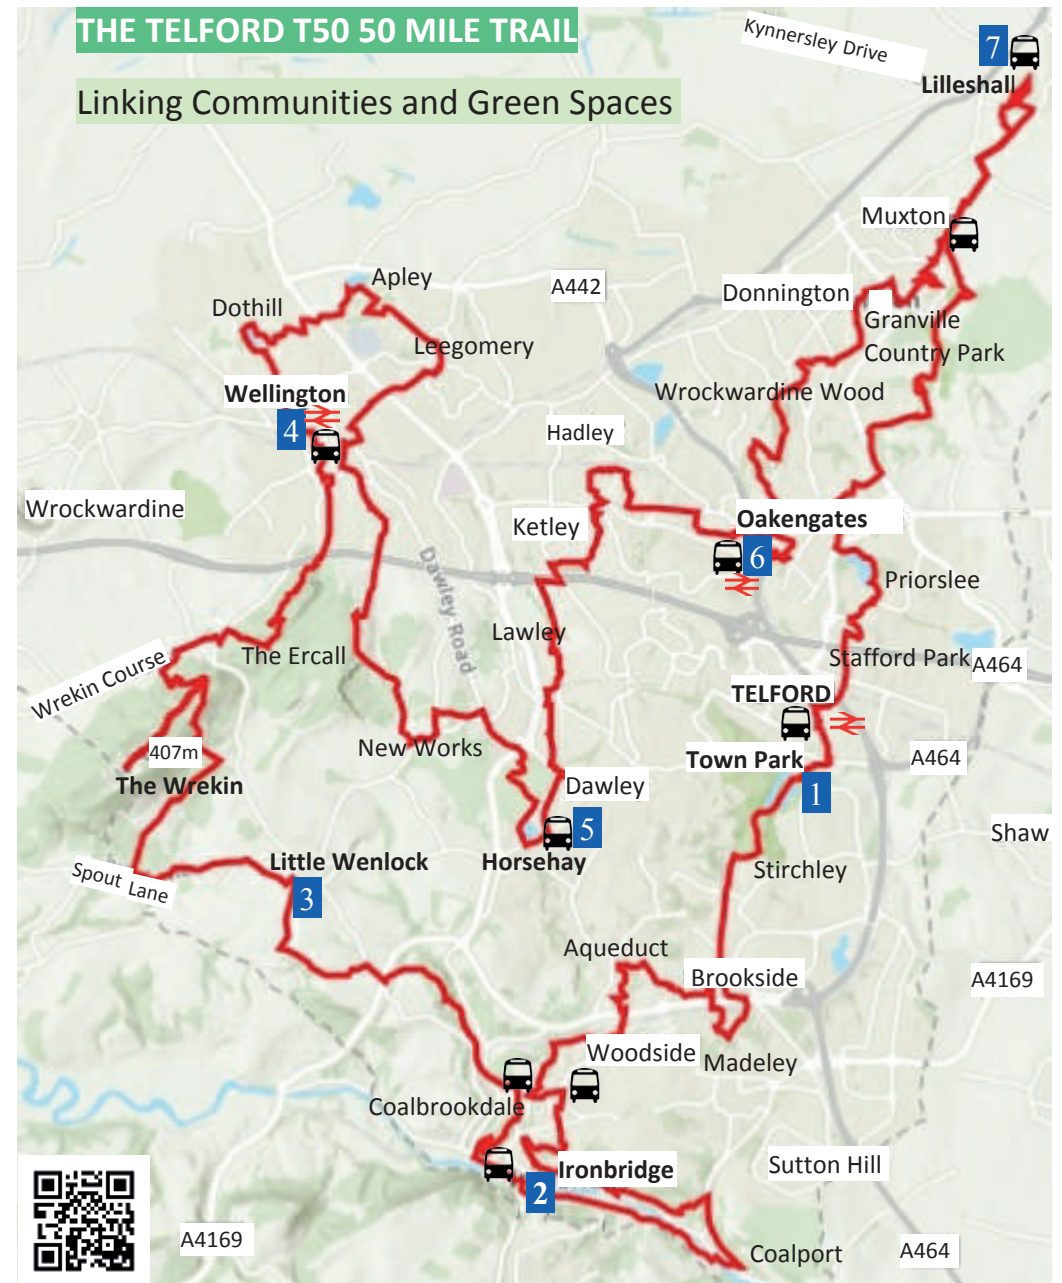 THE TELFORD T50 50 MILE TRAIL
Linking Communities and Green Spaces
Kynnersley Drive
7
Lilleshall
Muxton
Apley
A442
Donnington
Dothill
Granville
Country Park
Leegomery
Wellington
Wrockwardine Wood
4
Hadley
Wrockwardine
Ketley
Oakengates
6
Dawley Road
Priorslee
Lawley
The Ercall
Stafford Park
A464
Wrekin Course
TELFORD
New Works
407m
Town Park
A464
The Wrekin
Dawley
1
5
Shaw
Horsehay
Little Wenlock
Stirchley
Spout Lane
3
Aqueduct
Brookside
A4169
Woodside
Madeley
Coalbrookdale
Ironbridge
Sutton Hill
2
A4169
Coalport
A464